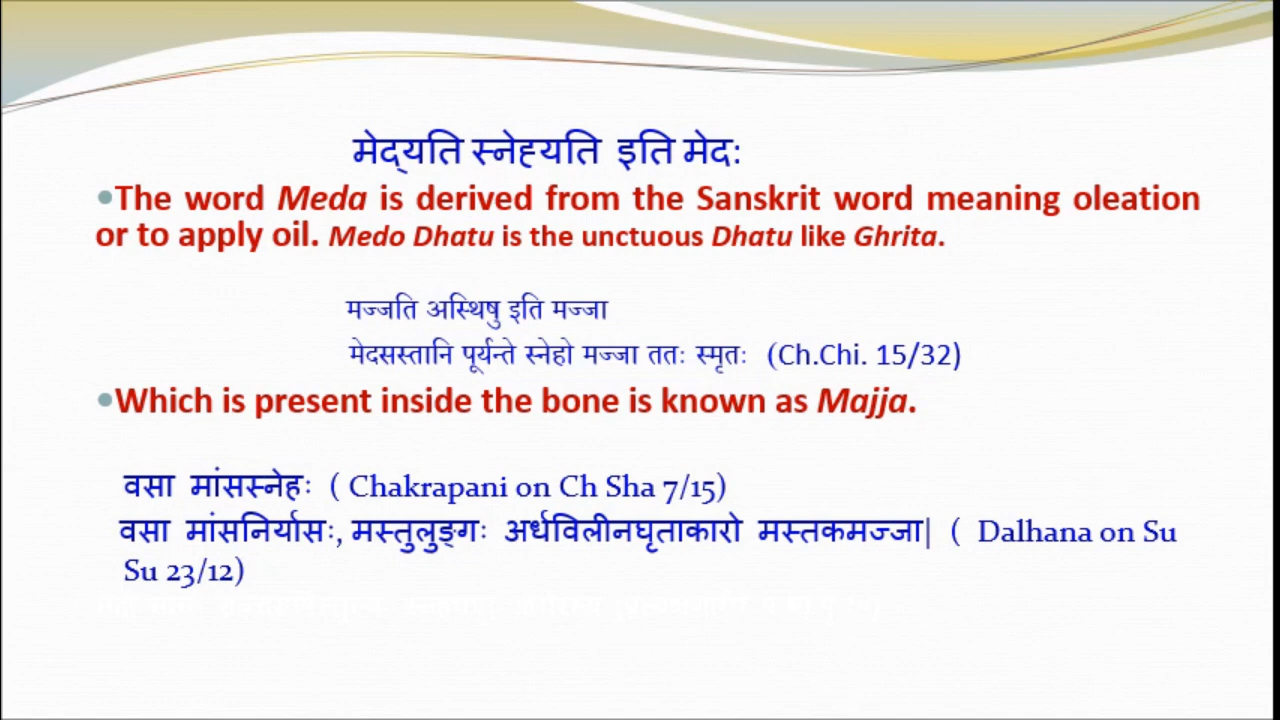 मेद्यति स्नेह्यति इति मेद:
•The word Meda is derived from the Sanskrit word meaning oleation
or to apply oil. Medo Dhatu is the unctuous Dhatu like Ghrita.
मज्जति अस्थिषु इति मज्जा
मेदसस्तानि पूर्यन्ते स्नेहो मज्जा ततः स्मृतः (Ch.Chi. 15/32)
•Which is present inside the bone is known as Majja.
वसा मांसस्नेहः ( Chakrapani on Ch Sha 7/15)
वसा मांसनिर्यासः, मस्तुलुङ्गः अर्धविलीनघृताकारो मस्तकमज्जा| ( Dalhana on Su
Su 23/12)